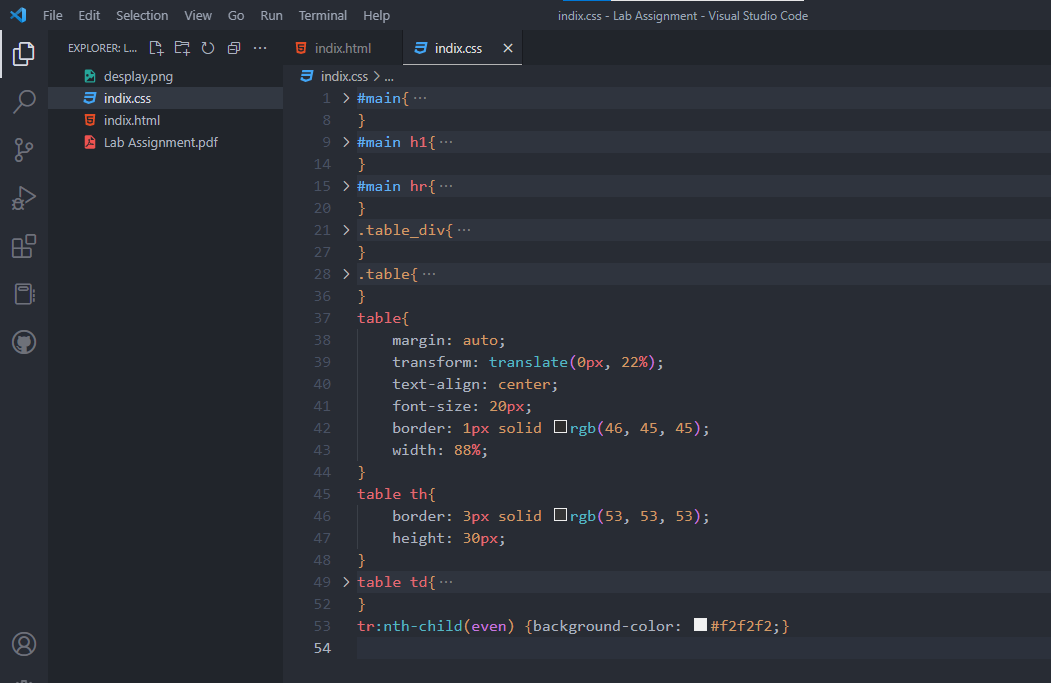 File Edit Selection View Go Run Terminal Help indix.css - Lab Assignment - Visual Studio Code
EXPLORER: L...
desplay.png
indix.css
indix.html
Lab Assignment.pdf
indix.html indix.css
indix.css > ...
1 #main{ ···
8 }
9 #main h1{ ···
14 }
15 #main hr{ ···
20 }
21 .table_div{ ···
27 }
28 .table{ ···
36 }
37 table{
38 margin: auto;
39 transform: translate(0px, 22%);
40 text-align: center;
41 font-size: 20px;
42 border: 1px solid rgb(46, 45, 45);
43 width: 88%;
44 }
45 table th{
46 border: 3px solid rgb(53, 53, 53);
47 height: 30px;
48 }
49 table td{ ···
52 }
53 tr:nth-child(even) {background-color: #f2f2f2;}
54